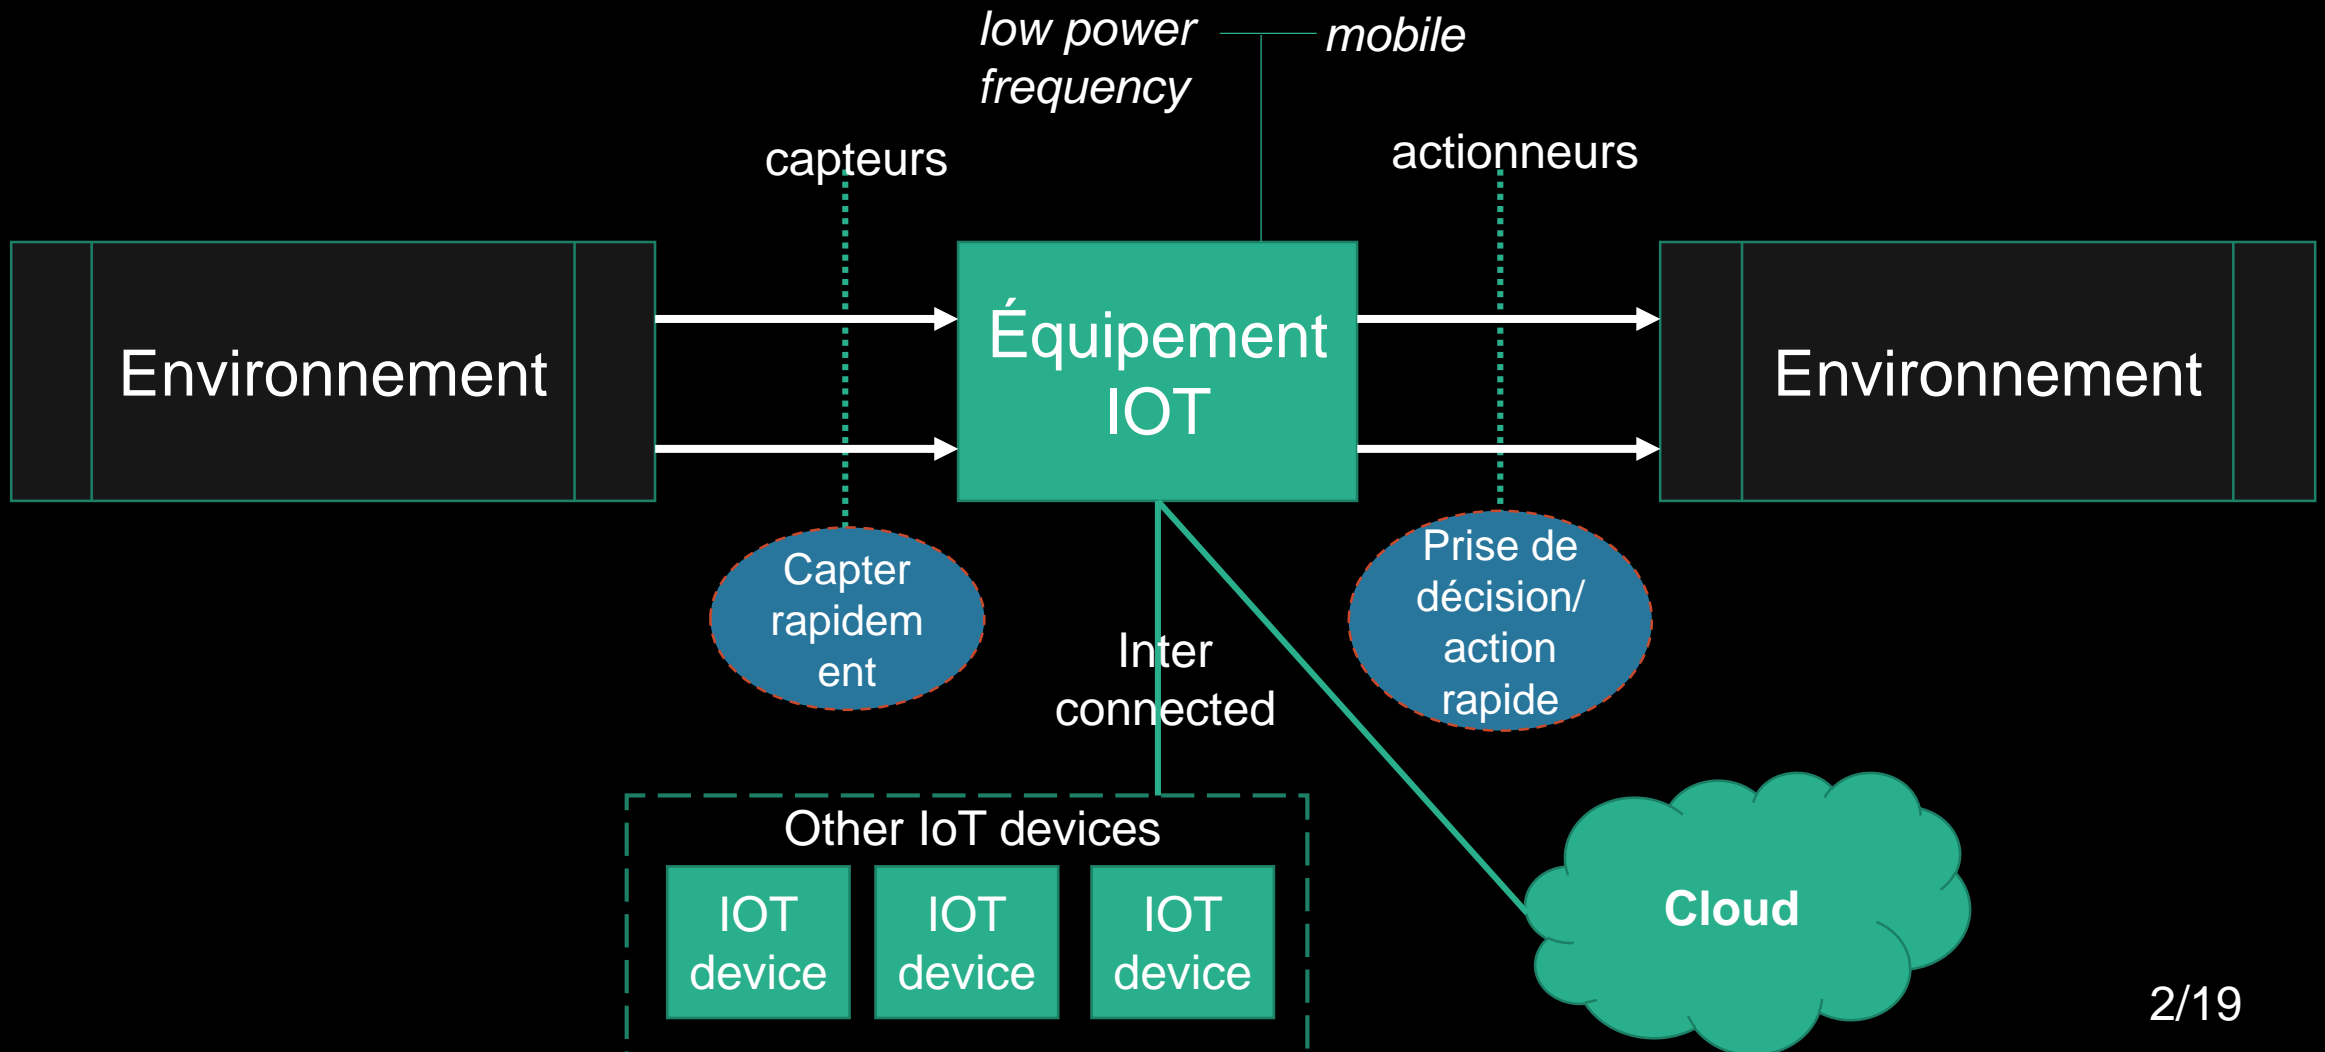 low power
frequency
mobile
capteurs
actionneurs
Environnement
Équipement
IOT
Environnement
Capter
rapidem
ent
Prise de
décision/
action
rapide
Inter
connected
Other IoT devices
IOT
device
IOT
device
IOT
device
Cloud
2/19